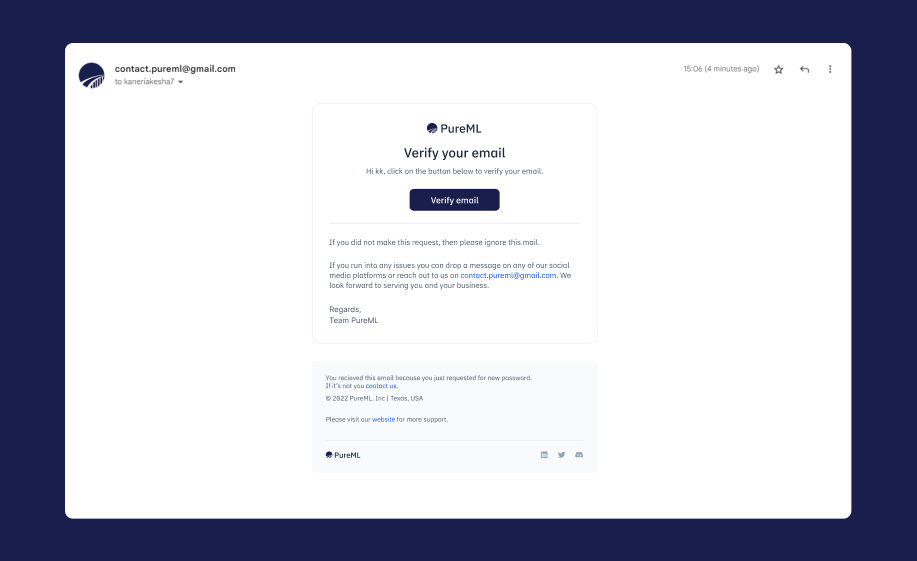 contact.pureml@gmail.com
15:06 (4 minutes ago)
to kaneriakesha7
PureML
Verify your email
Hi kk, click on the button below to verify your email.
Verify email
If you did not make this request, then please ignore this mail.
If you run into any issues you can drop a message on any of our social
media platforms or reach out to us on contact.pureml@gmail.com. We
look forward to serving you and your business.
Regards,
Team PureML
You recieved this email because you just requested for new password.
If it's not you contact us.
© 2022 PureML. Inc | Texas, USA
Please visit our website for more support.
PureML